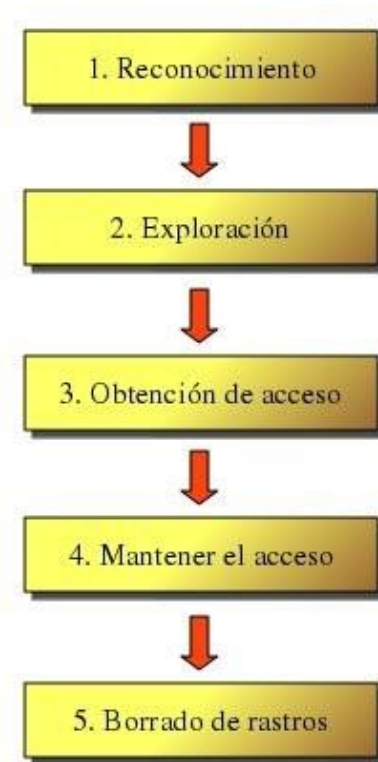 1. Reconocimiento
2. Exploración
3. Obtención de acceso
4. Mantener el acceso
5. Borrado de rastros